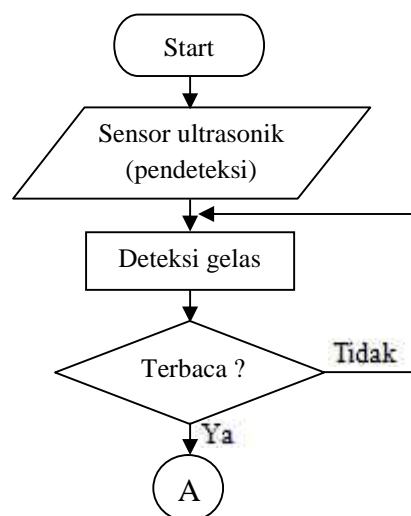 Start
Sensor ultrasonik
(pendeteksi)
Deteksi gelas
Terbaca ?
Tidak
Ya
A